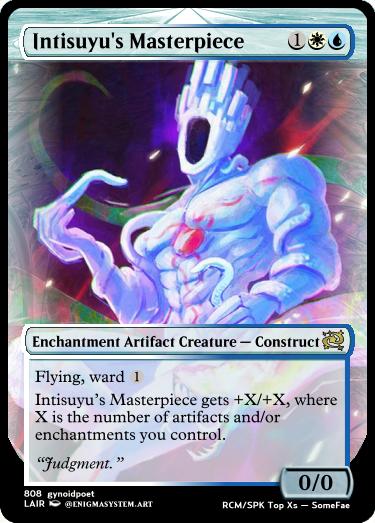 Intisuyu's Masterpiece 1
Enchantment Artifact Creature — Construct
Flying, ward 1
Intisuyu's Masterpiece gets +X/+X, where
X is the number of artifacts and/or
enchantments you control.
“Judgment.”
0/0
808 gynoidpoet
LAIR @ENIGMASYSTEM.ART
RCM/SPK Top Xs — SomeFae